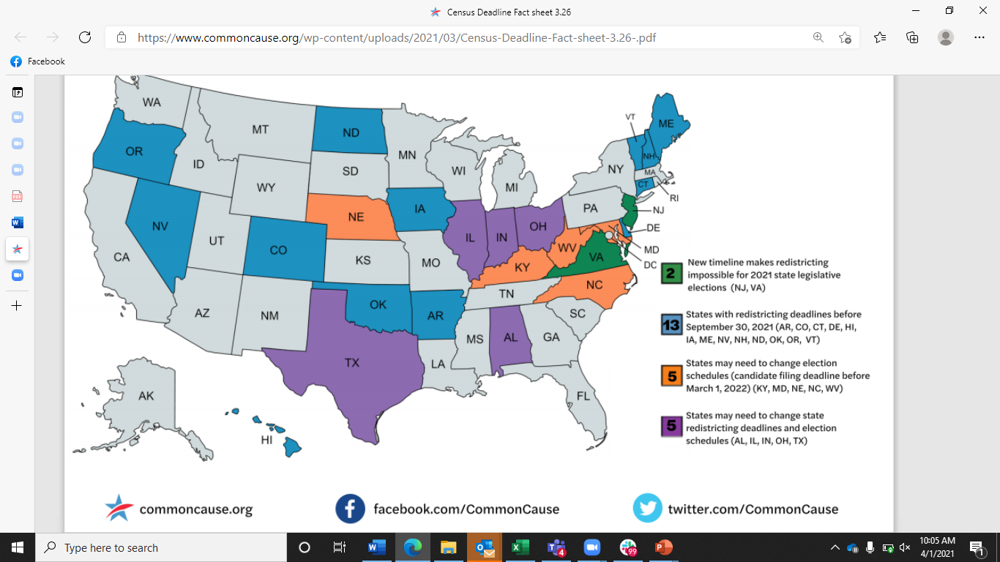 Census Deadline Fact sheet 3.26
https://www.commoncause.org/wp-content/uploads/2021/03/Census-Deadline-Fact-sheet-3.26-.pdf
Facebook
WA
MT
ND
OR
ID
MN
SD
WY
WI
MI
NY
VT
ME
NH
MA
CT
RI
NV
UT
CO
CA
NE
IA
KS
MO
IL
IN
OH
PA
NJ
DE
MD
DC
WV
VA
KY
NC
TN
AZ
NM
OK
AR
SC
MS
AL
GA
TX
LA
FL
AK
HI
2
New timeline makes redistricting
impossible for 2021 state legislative
elections (NJ, VA)
13
States with redistricting deadlines before
September 30, 2021 (AR, CO, CT, DE, HI,
IA, ME, NV, NH, ND, OK, OR, VT)
5
States may need to change election
schedules (candidate filing deadline before
March 1, 2022) (KY, MD, NE, NC, WV)
5
States may need to change state
redistricting deadlines and election
schedules (AL, IL, IN, OH, TX)
commoncause.org
facebook.com/CommonCause
twitter.com/CommonCause
Type here to search
4
99
10:05 AM
4/1/2021
1